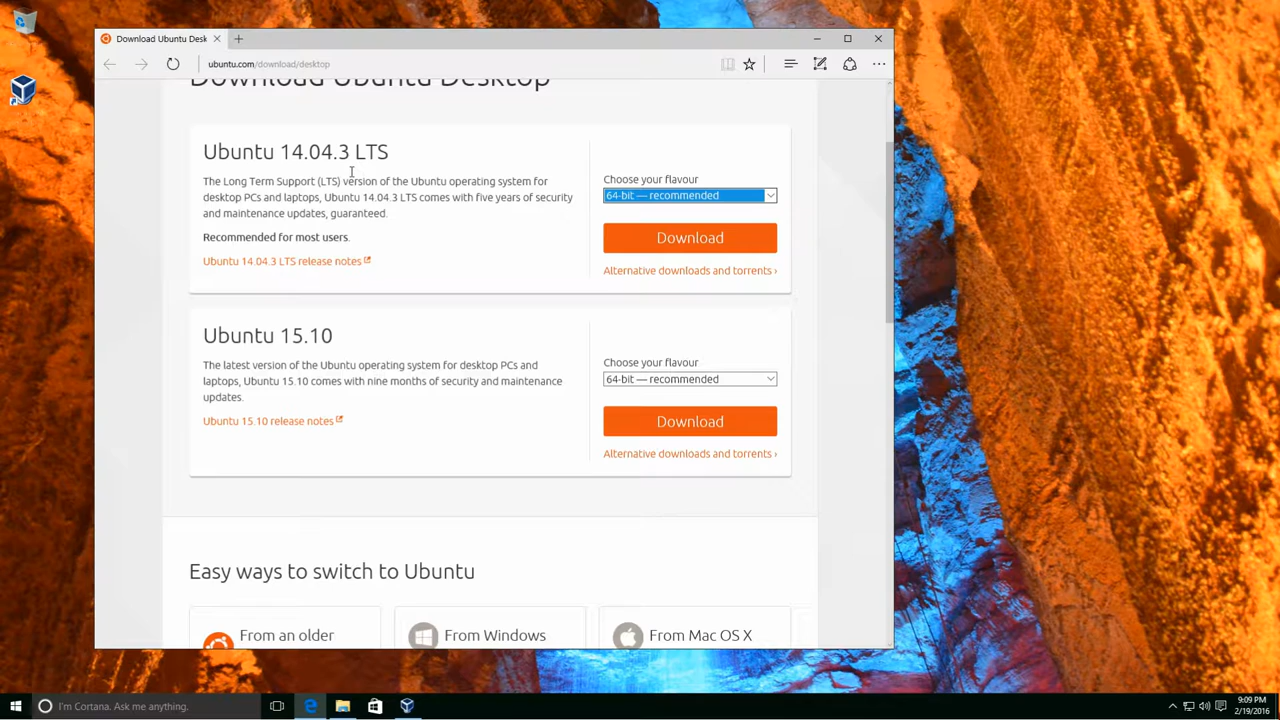 Download Ubuntu Desk
ubuntu.com/download/desktop
Download Ubuntu Desktop
Ubuntu 14.04.3 LTS
The Long Term Support (LTS) version of the Ubuntu operating system for
desktop PCs and laptops, Ubuntu 14.04.3 LTS comes with five years of security
and maintenance updates, guaranteed.
Recommended for most users.
Ubuntu 14.04.3 LTS release notes
Choose your flavour
64-bit — recommended
Download
Alternative downloads and torrents ›
Ubuntu 15.10
The latest version of the Ubuntu operating system for desktop PCs and
laptops, Ubuntu 15.10 comes with nine months of security and maintenance
updates.
Ubuntu 15.10 release notes
Choose your flavour
64-bit — recommended
Download
Alternative downloads and torrents ›
Easy ways to switch to Ubuntu
From an older
From Windows
From Mac OS X
I'm Cortana. Ask me anything.
9:09 PM
2/19/2016